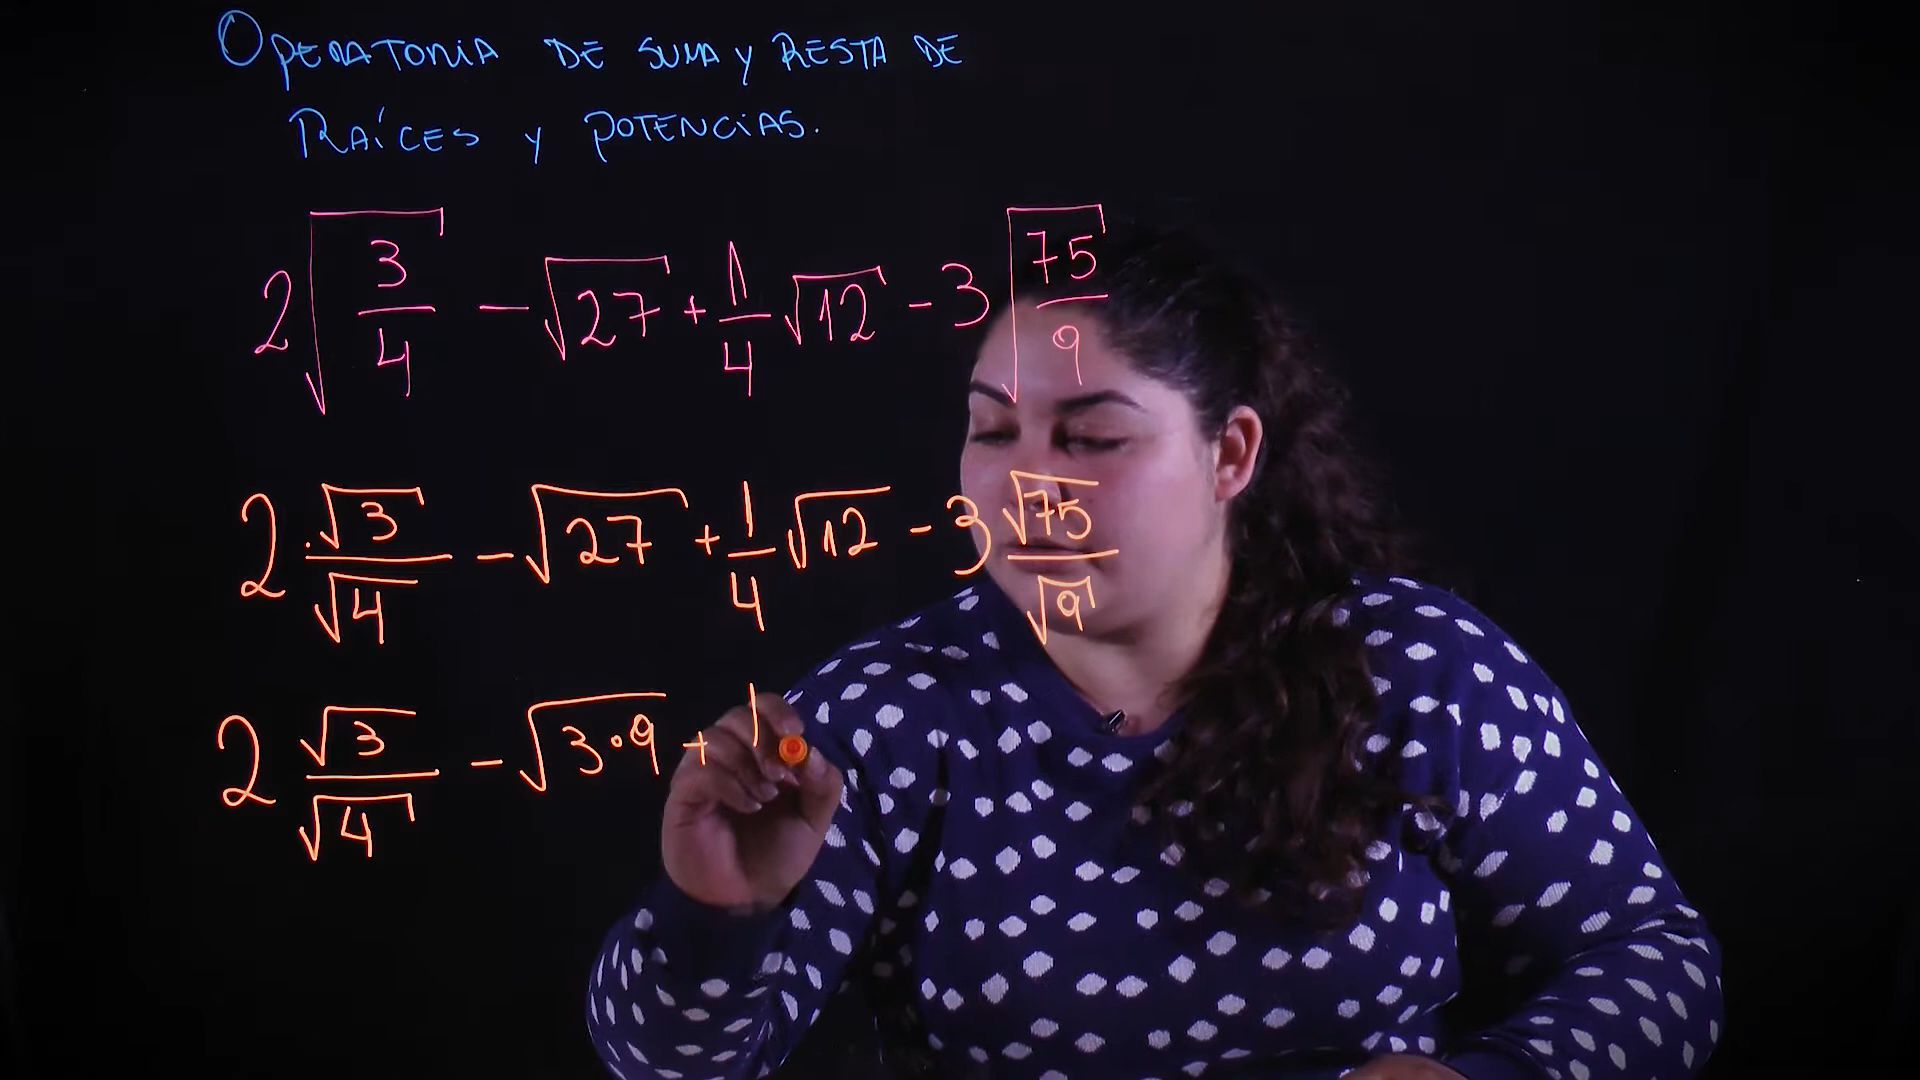 OPERATORIA DE SUMA Y RESTA DE
RAÍCES Y POTENCIAS.
2√(3/4) - √27 + 1/4 √12 - 3√(75/9)
2 · √3/√4 - √27 + 1/4 √12 - 3 √75/√9
2 √3/√4 - √(3·9) + 1